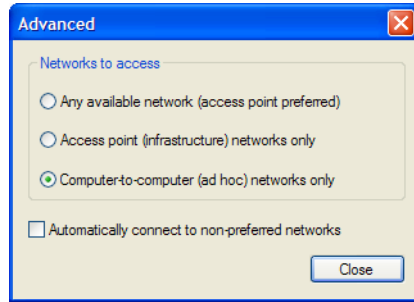 Advanced
Networks to access
Any available network (access point preferred)
Access point (infrastructure) networks only
Computer-to-computer (ad hoc) networks only
Automatically connect to non-preferred networks
Close